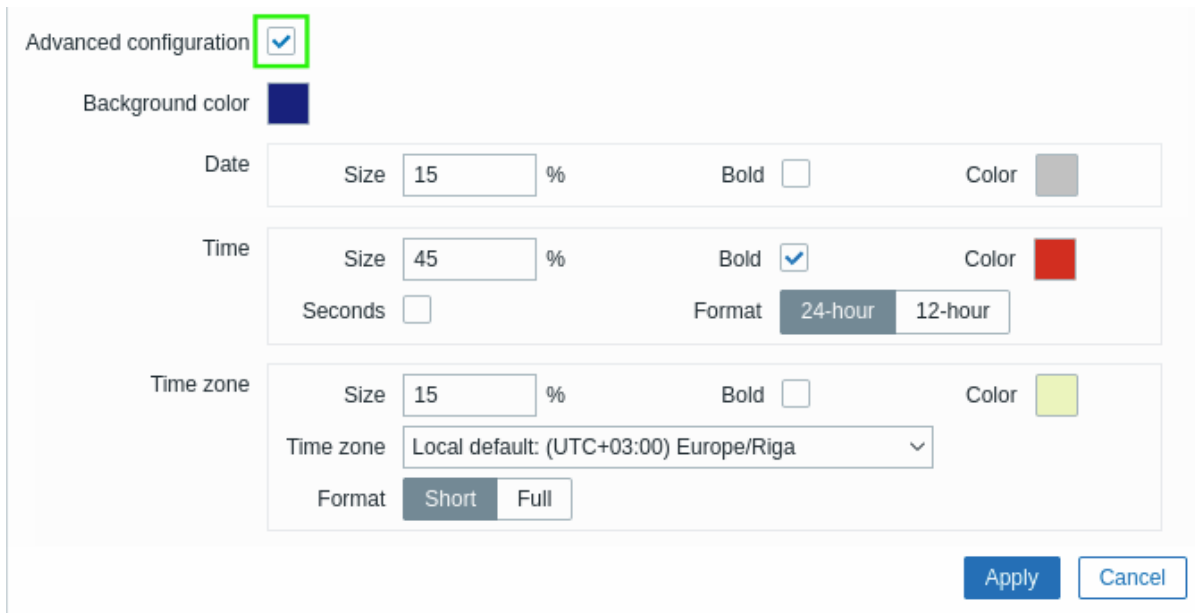 Advanced configuration
Background color
Date
Size 15 % Bold Color
Time
Size 45 % Bold Color
Seconds Format 24-hour 12-hour
Time zone
Size 15 % Bold Color
Time zone Local default: (UTC+03:00) Europe/Riga
Format Short Full
Apply Cancel